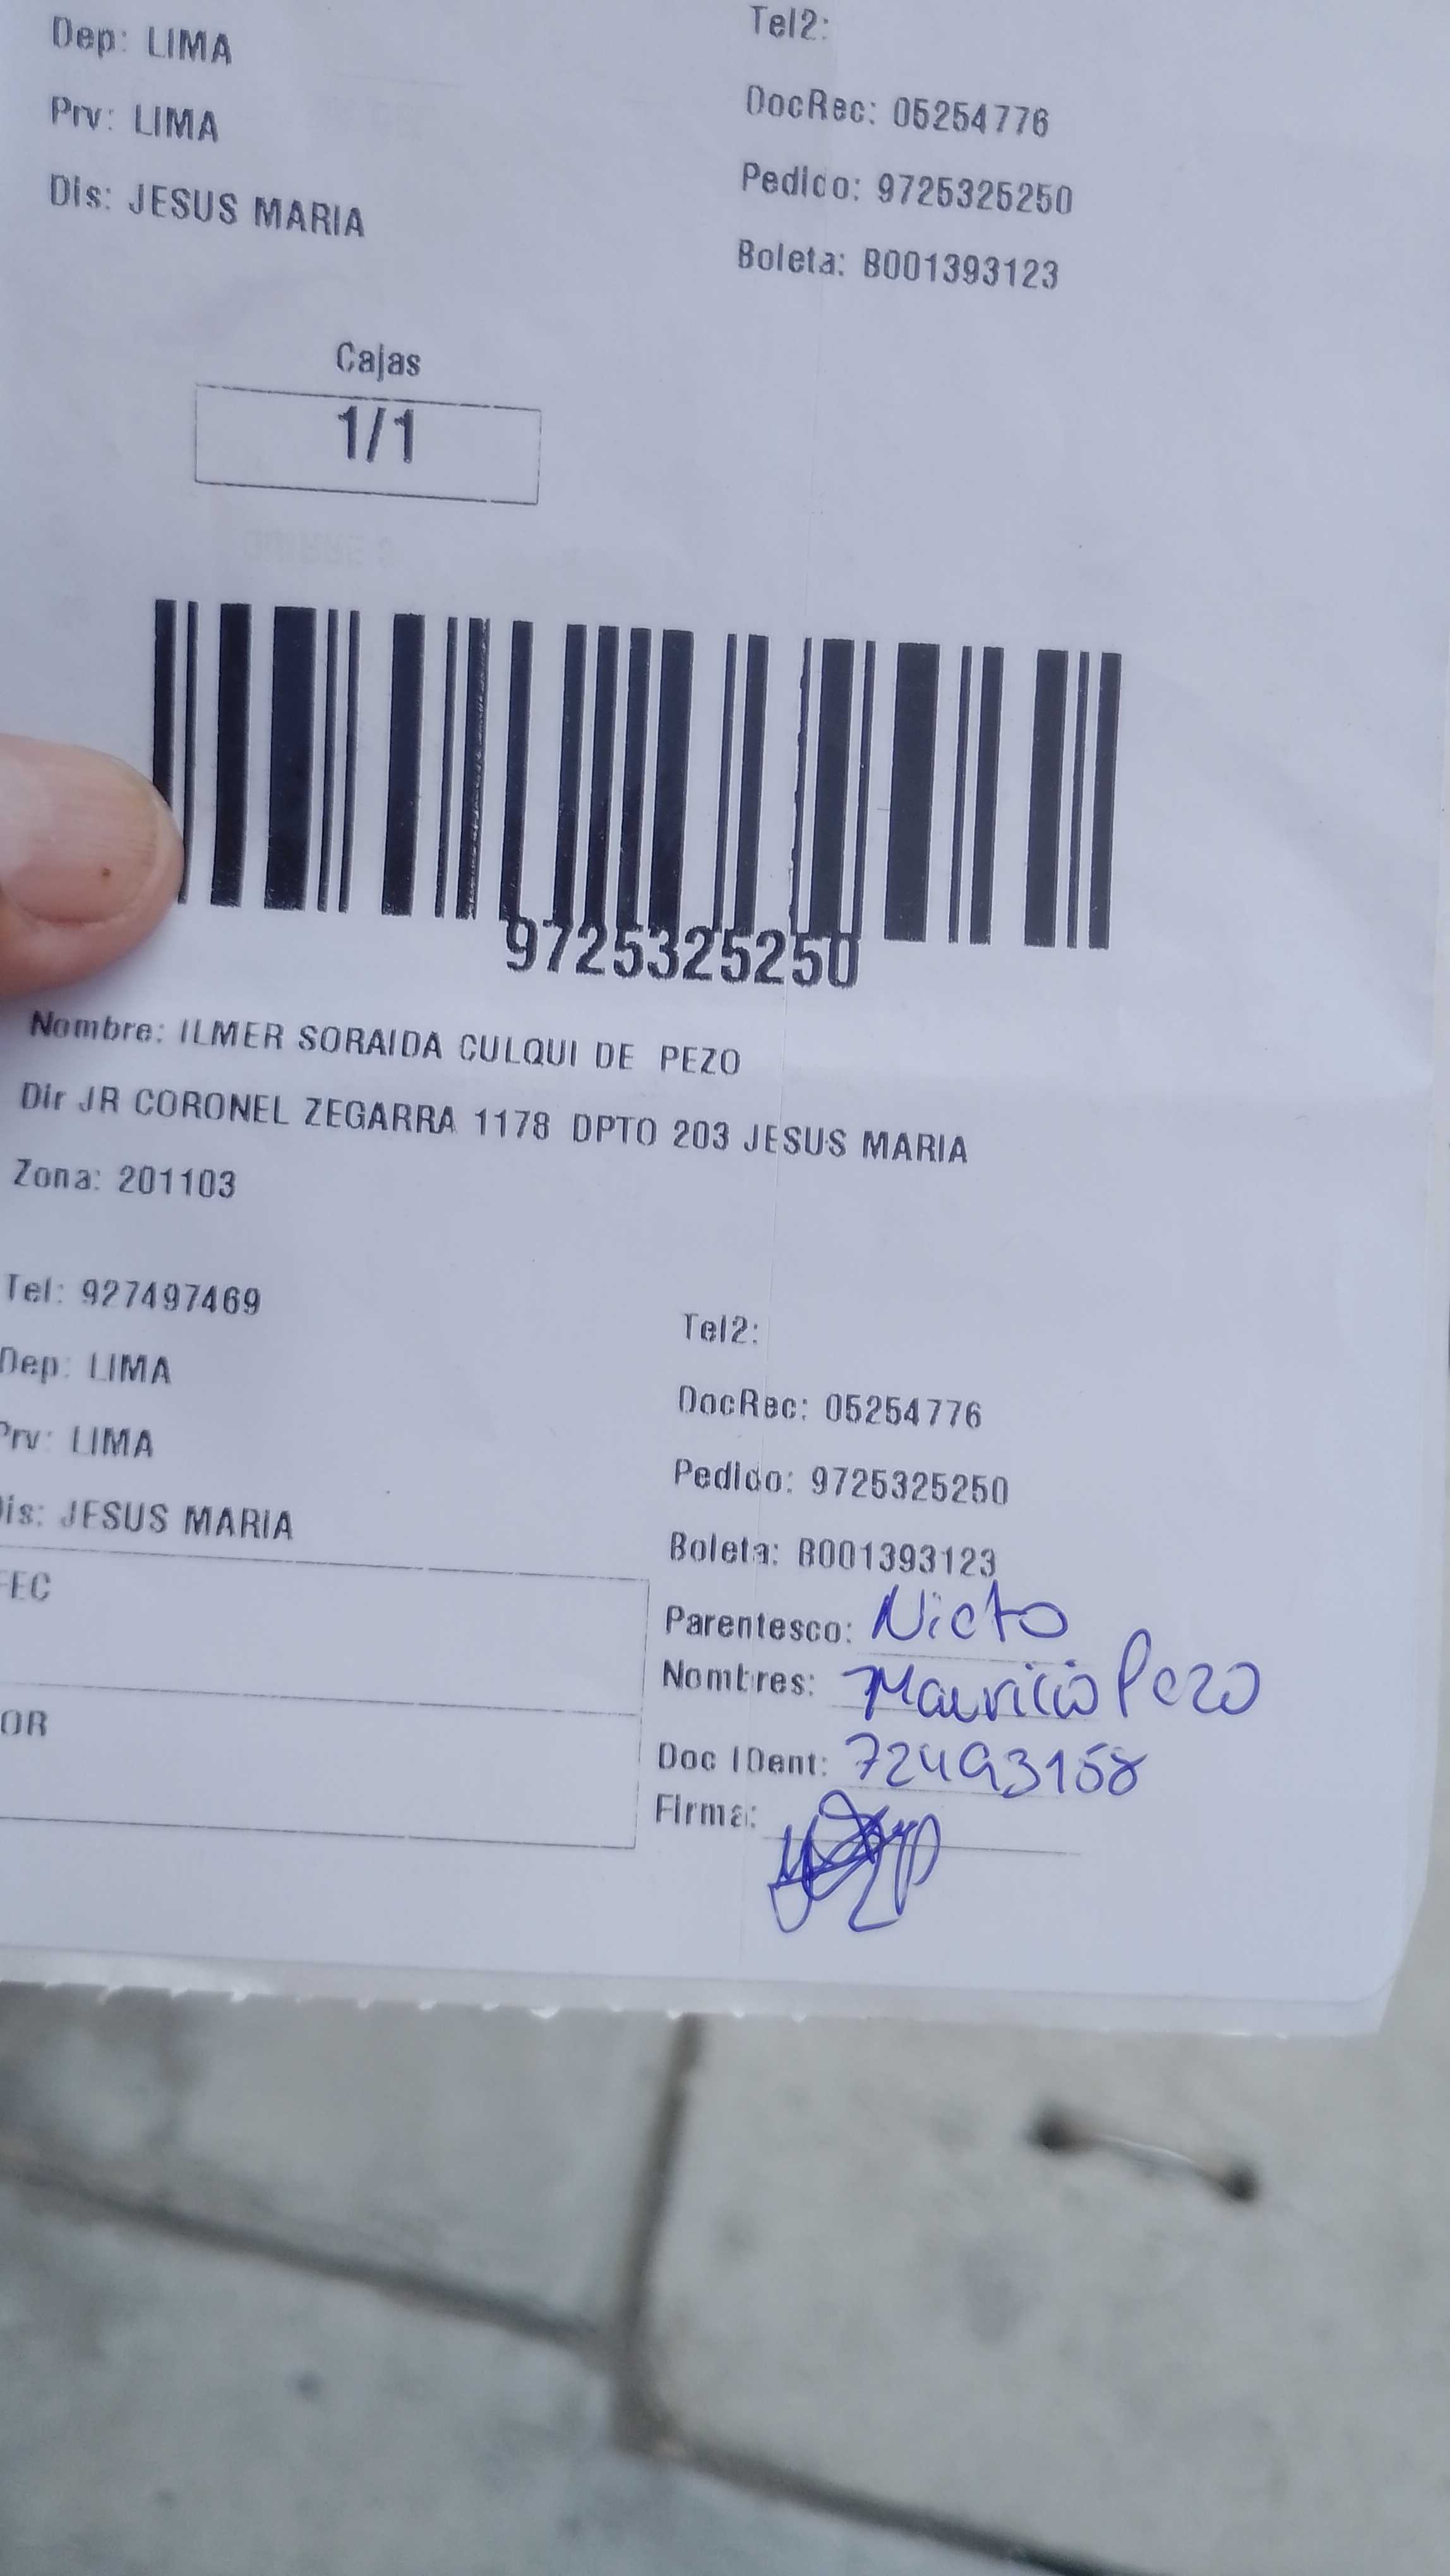 Dep: LIMA
Tel2:
Prv: LIMA
DocRec: 05254776
Dis: JESUS MARIA
Pedido: 9725325250
Boleta: B001393123
Cajas
1/1
9725325250
Nombre: ILMER SORAIDA CULQUI DE PEZO
Dir JR CORONEL ZEGARRA 1178 DPTO 203 JESUS MARIA
Zona: 201103
Tel: 927497469
Tel2:
Dep: LIMA
DocRec: 05254776
Prv: LIMA
Pedido: 9725325250
Dis: JESUS MARIA
Boleta: B001393123
FEC
Parentesco: Nieto
Nombres: Mauricio Pezo
OR
Doc IDent: 72493158
Firma: